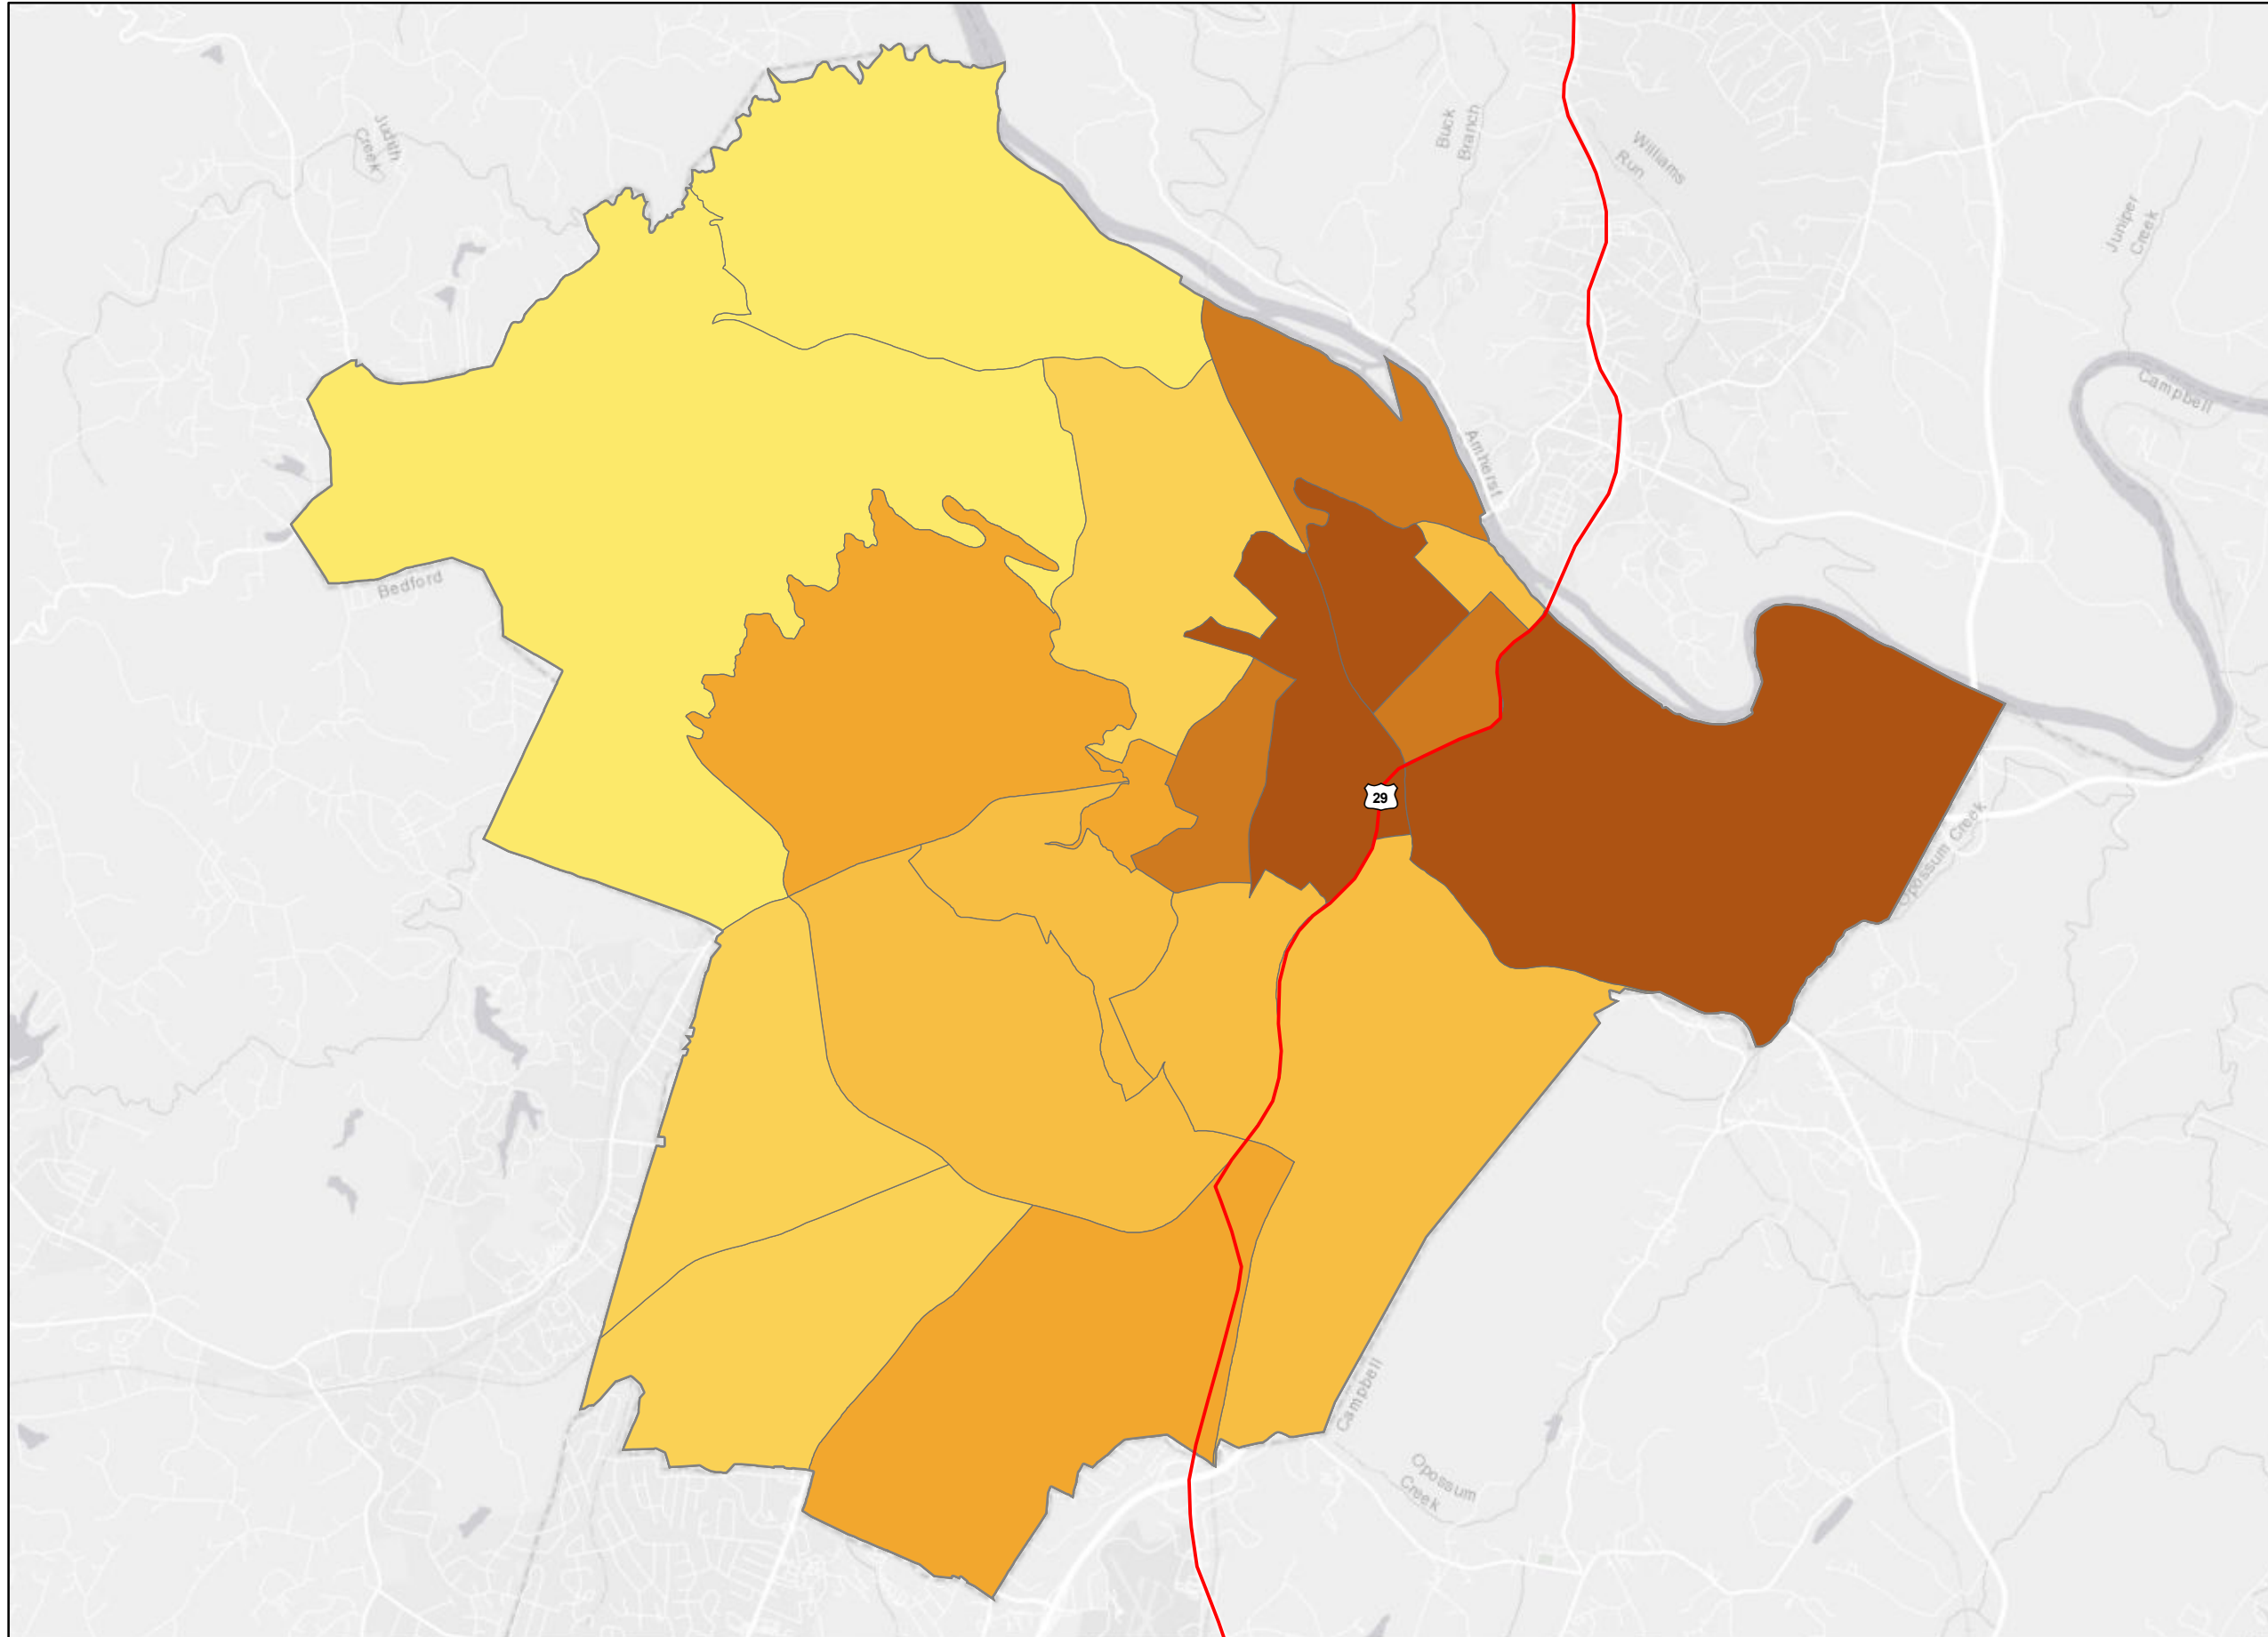 Judith
Creek
Buck
Branch
Williams
Run
Juniper
Creek
Campbell
Amherst
Bedford
29
Opossum Creek
Campbell
Opossum
Creek